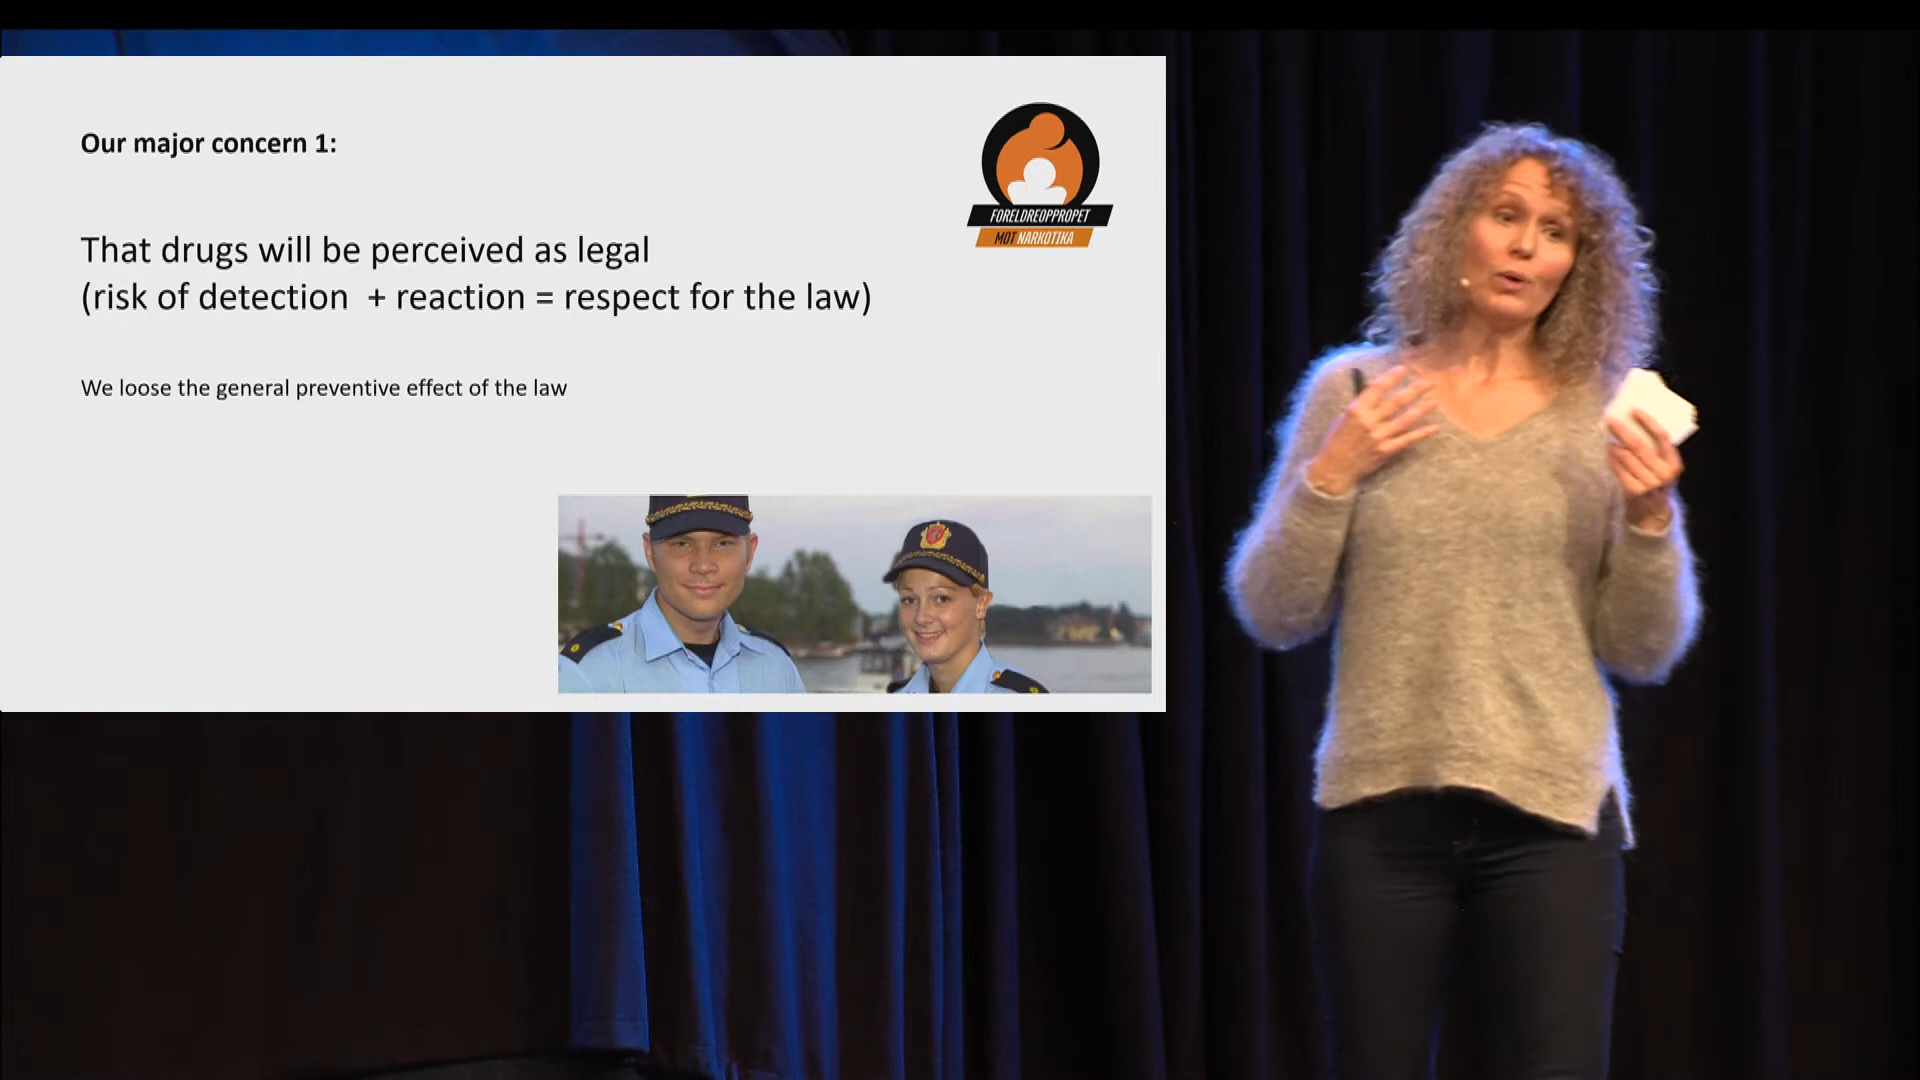 Our major concern 1:
That drugs will be perceived as legal
(risk of detection + reaction = respect for the law)
We loose the general preventive effect of the law
FORELDREOPPROPET
MOT NARKOTIKA